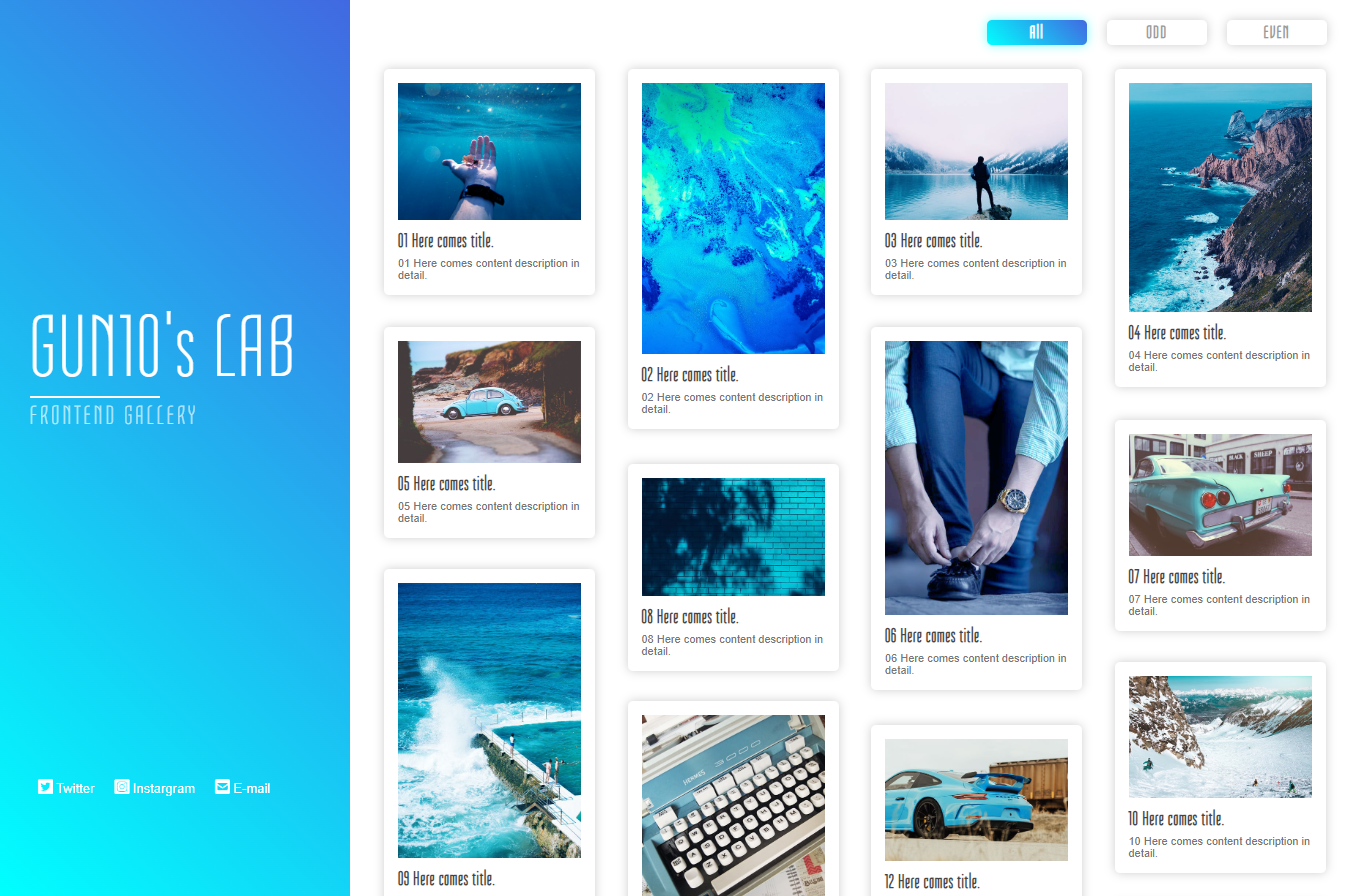 GUN10's LAB
FRONTEND GALLERY
Twitter
Instargram
E-mail
All
ODD
EVEN
01 Here comes title.
01 Here comes content description in
detail.
02 Here comes title.
02 Here comes content description in
detail.
03 Here comes title.
03 Here comes content description in
detail.
04 Here comes title.
04 Here comes content description in
detail.
05 Here comes title.
05 Here comes content description in
detail.
06 Here comes title.
06 Here comes content description in
detail.
BLACK SHEEP
07 Here comes title.
07 Here comes content description in
detail.
08 Here comes title.
08 Here comes content description in
detail.
09 Here comes title.
10 Here comes title.
10 Here comes content description in
detail.
HERMES 3000
12 Here comes title.